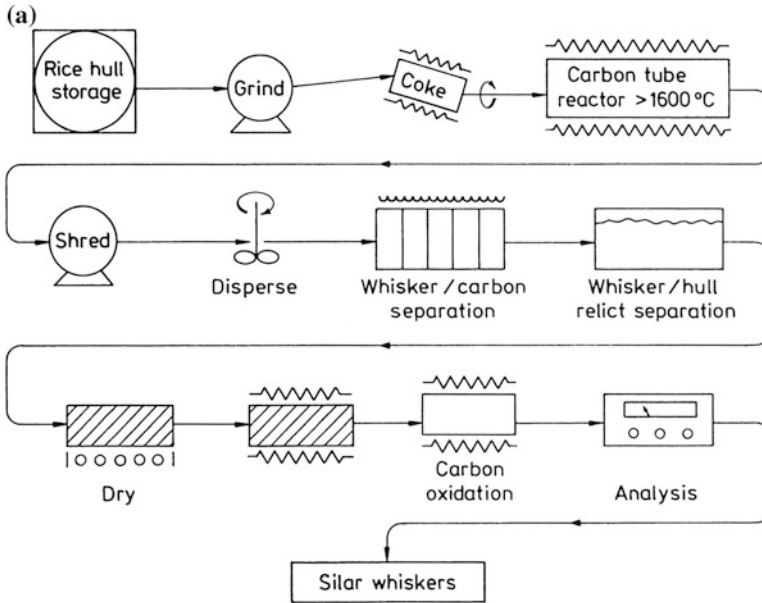 (a)
Rice hull
storage
Grind
Coke
Carbon tube
reactor >1600 °C
Shred
Disperse
Whisker/carbon
separation
Whisker/hull
relict separation
Dry
Carbon
oxidation
Analysis
Silar whiskers